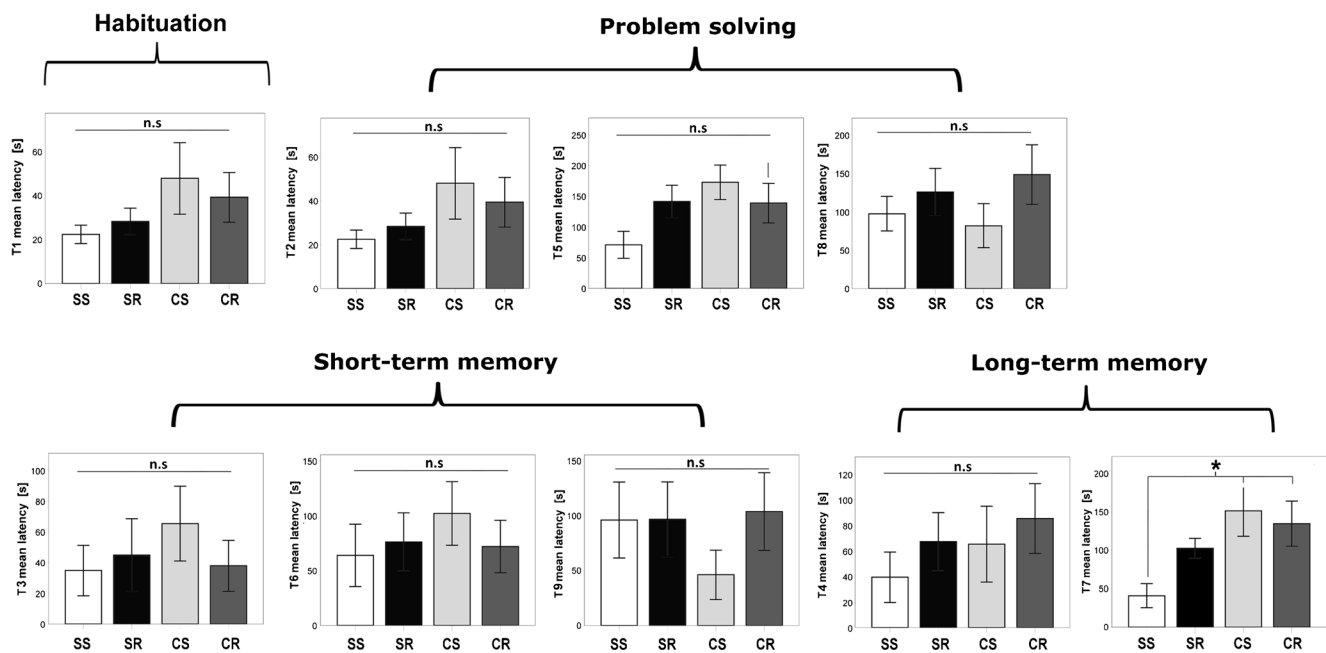 Habituation
Problem solving
T1 mean latency [s]
60
40
20
0
n.s
SS SR CS CR
T2 mean latency [s]
60
40
20
0
n.s
SS SR CS CR
T5 mean latency [s]
250
200
150
100
50
0
n.s
SS SR CS CR
T8 mean latency [s]
200
150
100
50
0
n.s
SS SR CS CR
Short-term memory
Long-term memory
T3 mean latency [s]
100
80
60
40
20
0
n.s
SS SR CS CR
T6 mean latency [s]
150
100
50
0
n.s
SS SR CS CR
T9 mean latency [s]
150
100
50
0
n.s
SS SR CS CR
T4 mean latency [s]
120
100
80
60
40
20
0
n.s
SS SR CS CR
T7 mean latency [s]
200
150
100
50
0
*
SS SR CS CR